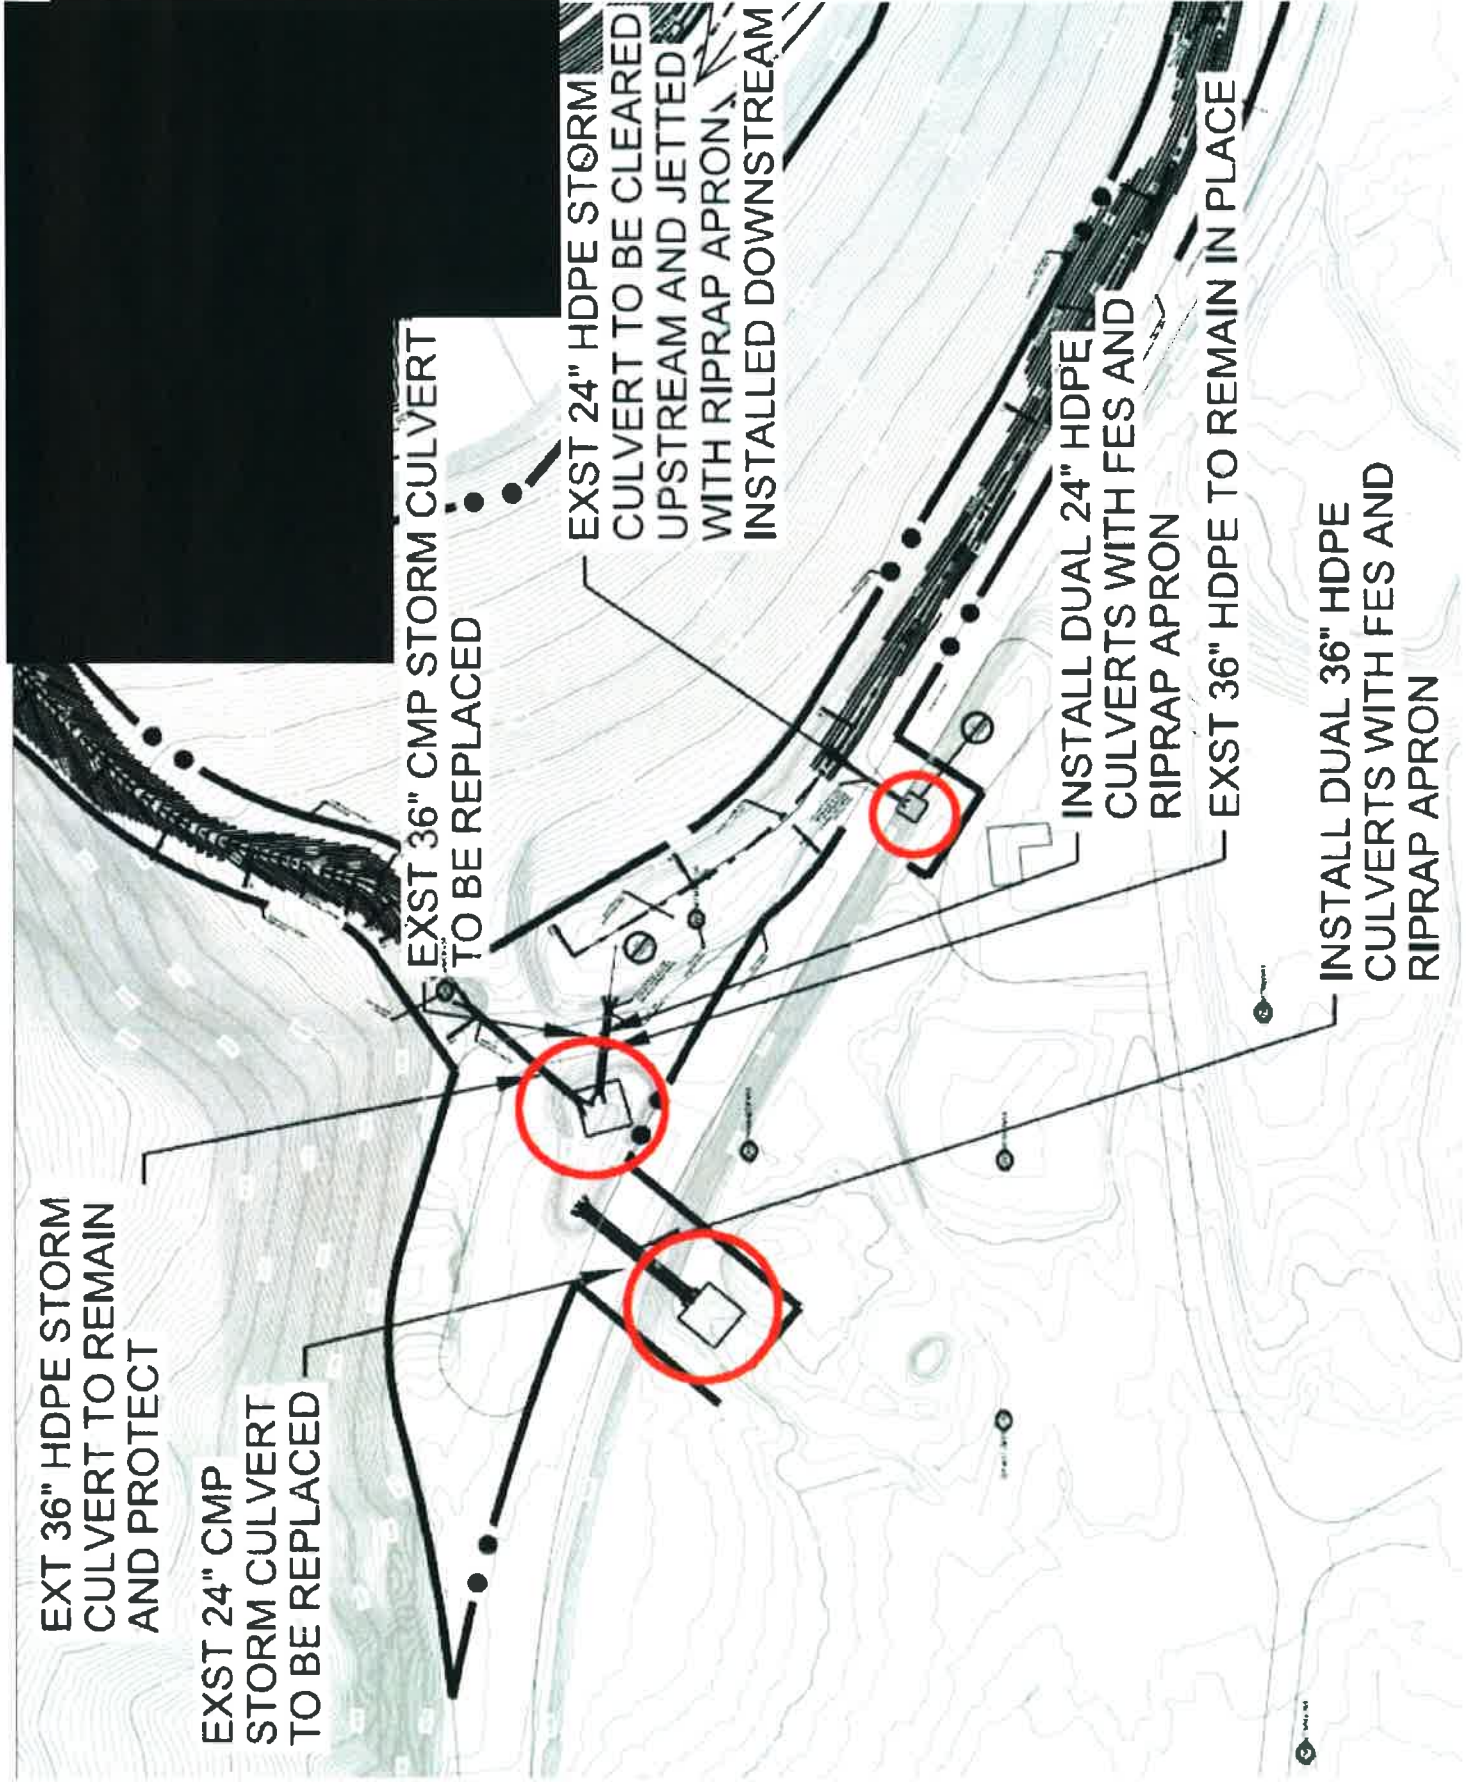 EXT 36" HDPE STORM
CULVERT TO REMAIN
AND PROTECT
EXST 24" CMP
STORM CULVERT
TO BE REPLACED
EXST 36" CMP STORM CULVERT
TO BE REPLACED
EXST 24" HDPE STORM
CULVERT TO BE CLEARED
UPSTREAM AND JETTED
WITH RIPRAP APRON
INSTALLED DOWNSTREAM
INSTALL DUAL 24" HDPE
CULVERTS WITH FES AND
RIPRAP APRON
EXST 36" HDPE TO REMAIN IN PLACE
INSTALL DUAL 36" HDPE
CULVERTS WITH FES AND
RIPRAP APRON